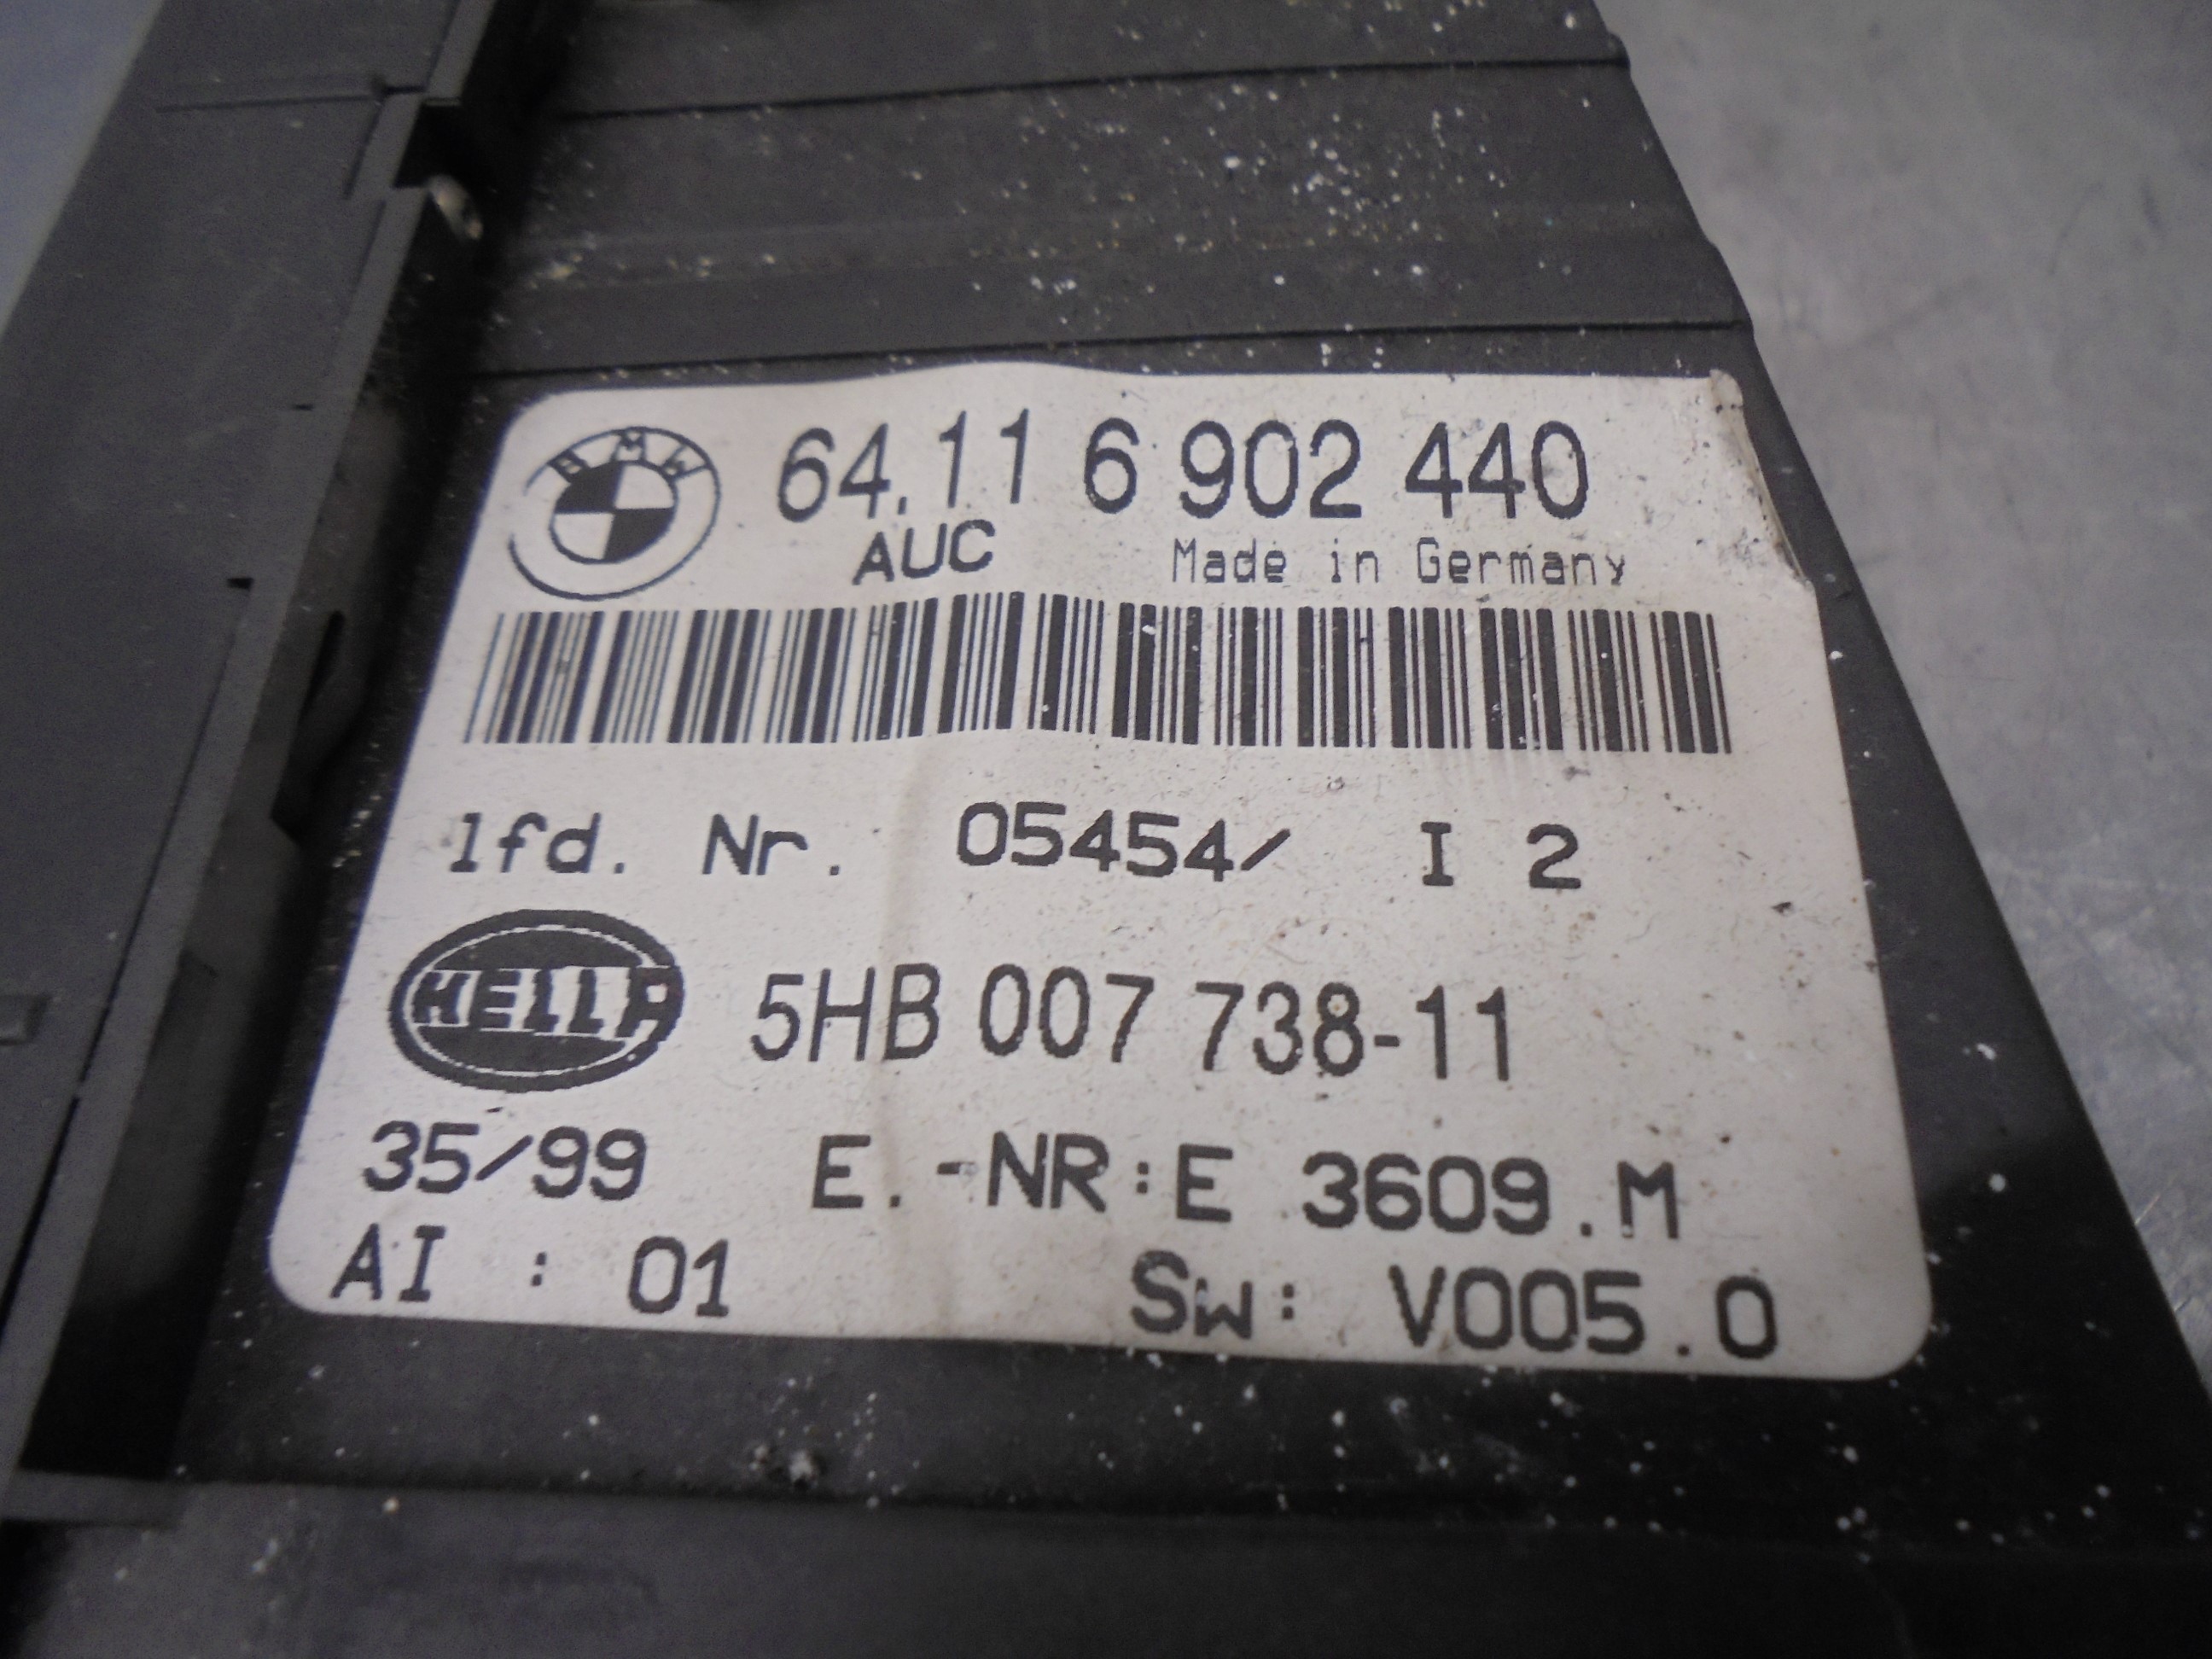 BMW 64.11 6 902 440
AUC Made in Germany
lfd. Nr. 05454/ I 2
HELLA 5HB 007 738-11
35/99 E.-NR:E 3609.M
AI : 01 Sw: V005.0